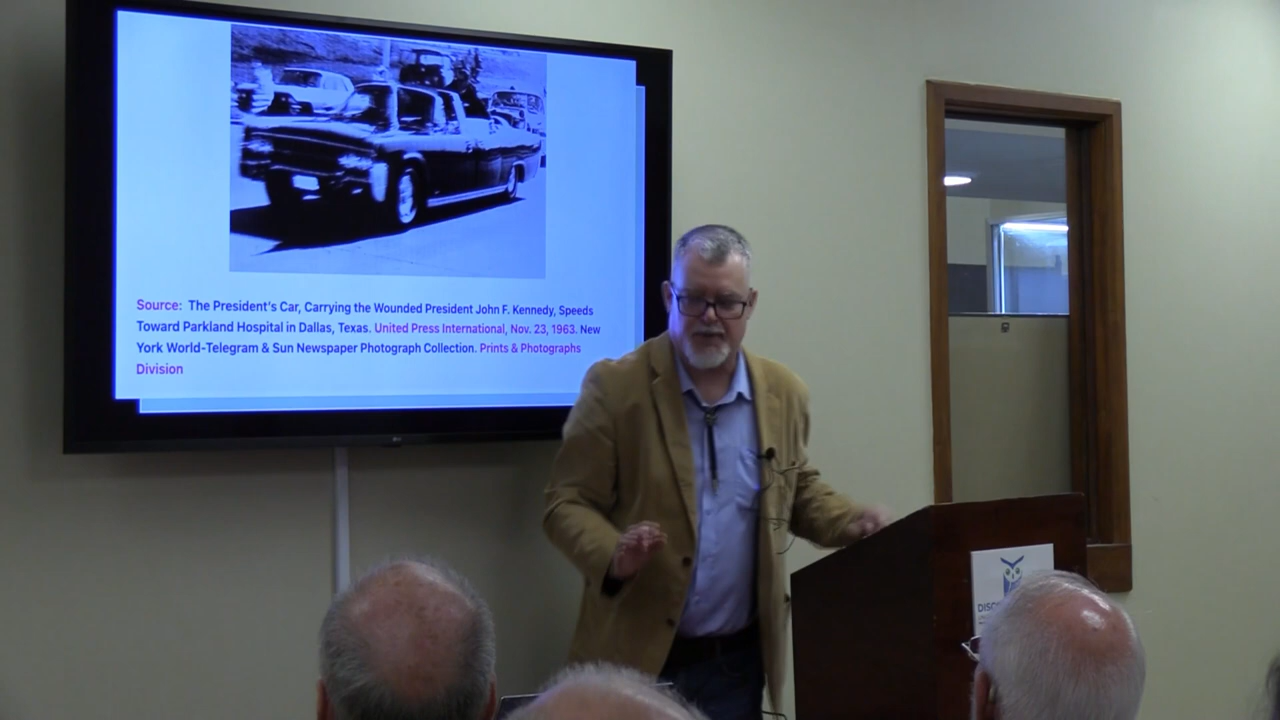 Source: The President's Car, Carrying the Wounded President John F. Kennedy, Speeds
Toward Parkland Hospital in Dallas, Texas. United Press International, Nov. 23, 1963. New
York World-Telegram & Sun Newspaper Photograph Collection. Prints & Photographs
Division